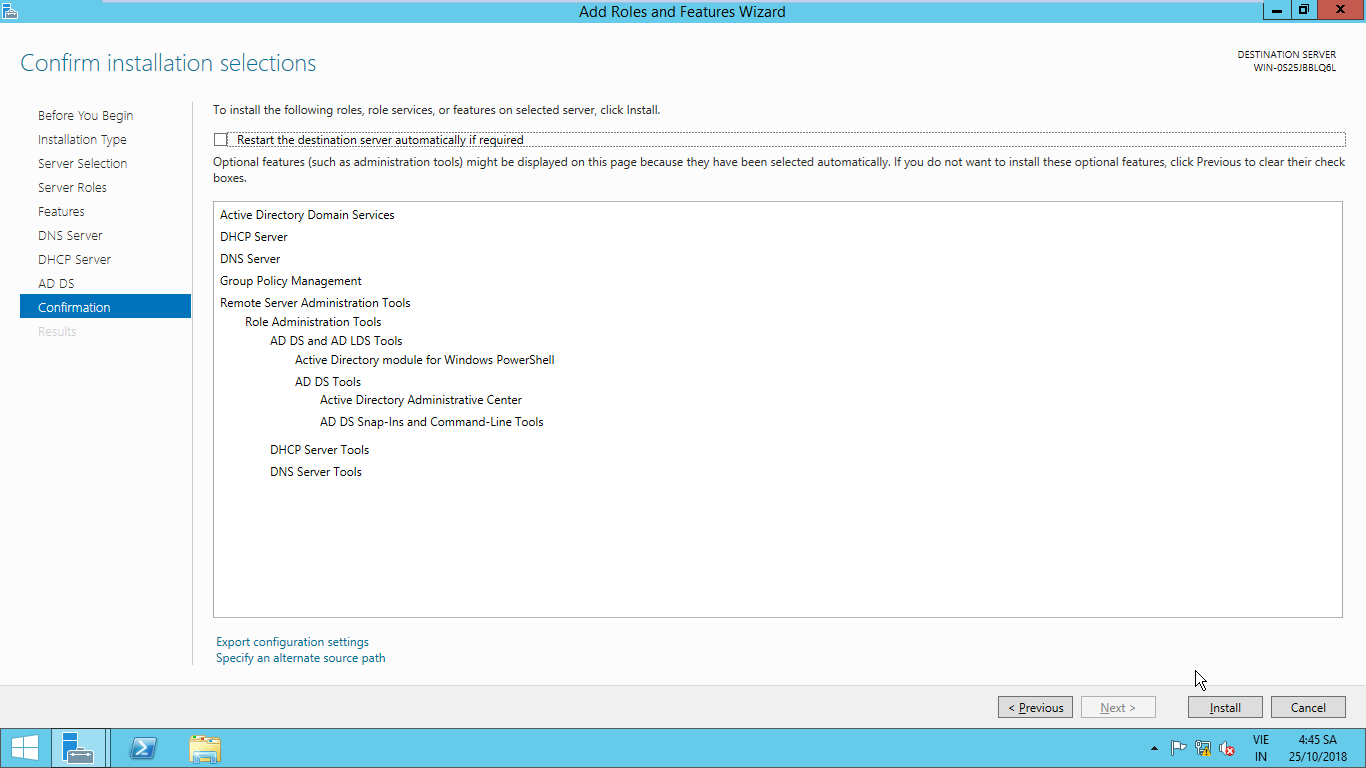 Add Roles and Features Wizard
Confirm installation selections
DESTINATION SERVER
WIN-0S25JBBLQ6L
Before You Begin
Installation Type
Server Selection
Server Roles
Features
DNS Server
DHCP Server
AD DS
Confirmation
Results
To install the following roles, role services, or features on selected server, click Install.
Restart the destination server automatically if required
Optional features (such as administration tools) might be displayed on this page because they have been selected automatically. If you do not want to install these optional features, click Previous to clear their check
boxes.
Active Directory Domain Services
DHCP Server
DNS Server
Group Policy Management
Remote Server Administration Tools
Role Administration Tools
AD DS and AD LDS Tools
Active Directory module for Windows PowerShell
AD DS Tools
Active Directory Administrative Center
AD DS Snap-Ins and Command-Line Tools
DHCP Server Tools
DNS Server Tools
Export configuration settings
Specify an alternate source path
< Previous
Next >
Install
Cancel
VIE
IN
4:45 SA
25/10/2018